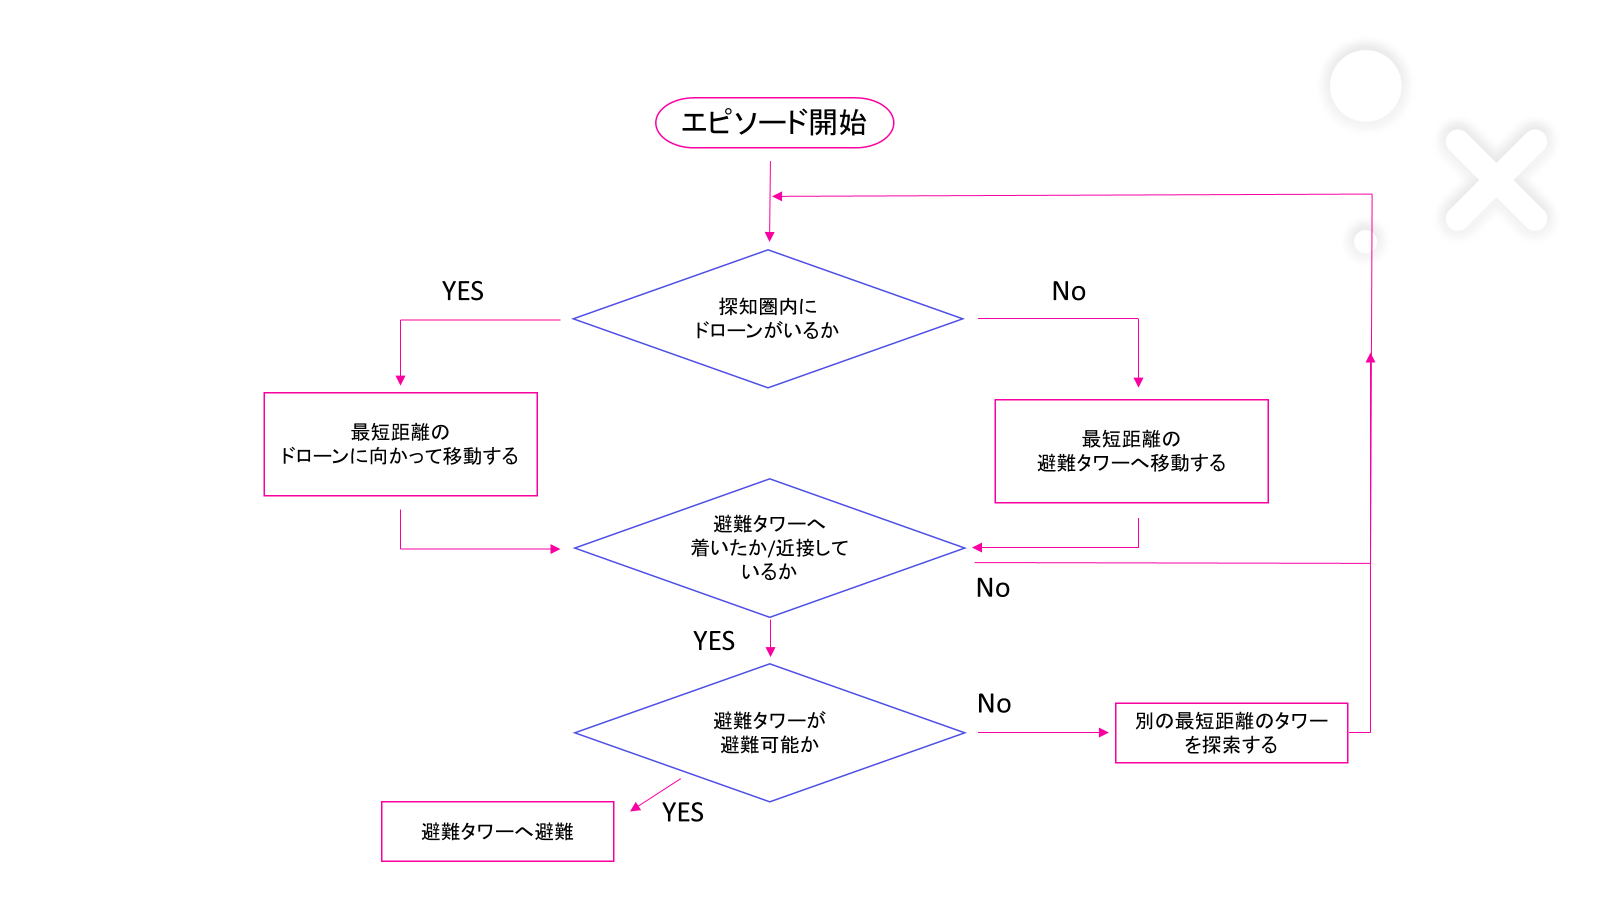 エピソード開始
YES
探知圏内に
ドローンがいるか
No
最短距離の
ドローンに向かって移動する
最短距離の
避難タワーへ移動する
避難タワーへ
着いたか/近接して
いるか
No
YES
避難タワーが
避難可能か
No
別の最短距離のタワー
を探索する
YES
避難タワーへ避難